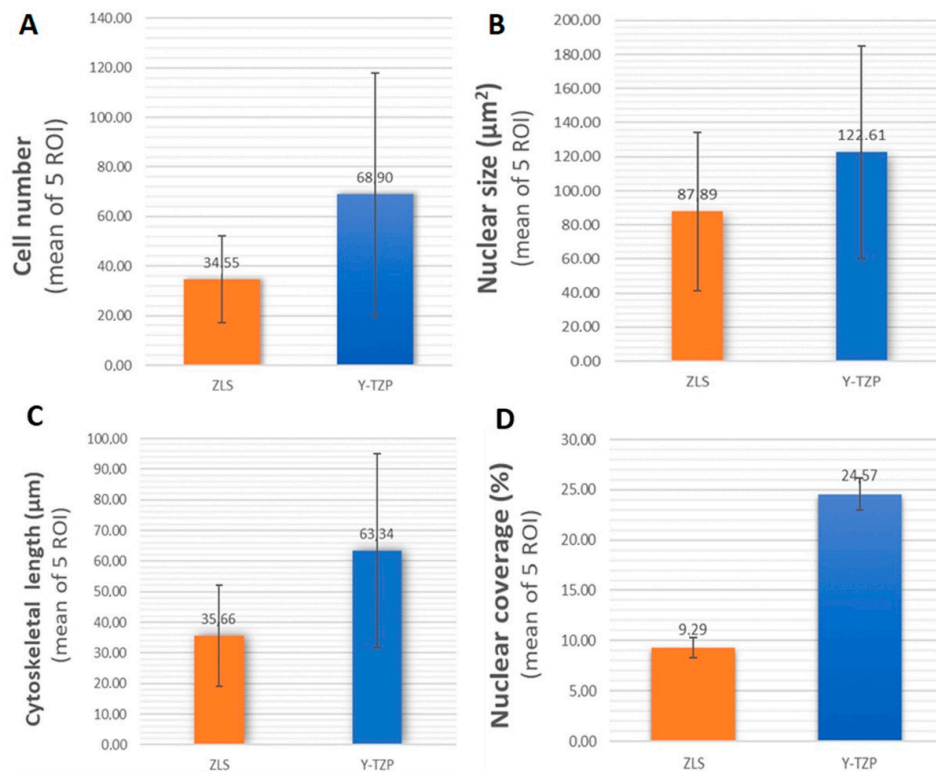 A
Cell number
(mean of 5 ROI)
140.00
120.00
100.00
80.00
60.00
40.00
20.00
0.00
34.55
68.90
ZLS
Y-TZP
B
Nuclear size (µm²)
(mean of 5 ROI)
200,00
180,00
160,00
140.00
120.00
100.00
80.00
60.00
40.00
20.00
0.00
87.89
122.61
ZLS
Y-TZP
C
Cytoskeletal length (µm)
(mean of 5 ROI)
100,00
90,00
80,00
70.00
60.00
50.00
40.00
30.00
20.00
10.00
0.00
35.66
63.34
ZLS
Y-TZP
D
Nuclear coverage (%)
(mean of 5 ROI)
30,00
25.00
20.00
15.00
10.00
5.00
0.00
9.29
24.57
ZLS
Y-TZP